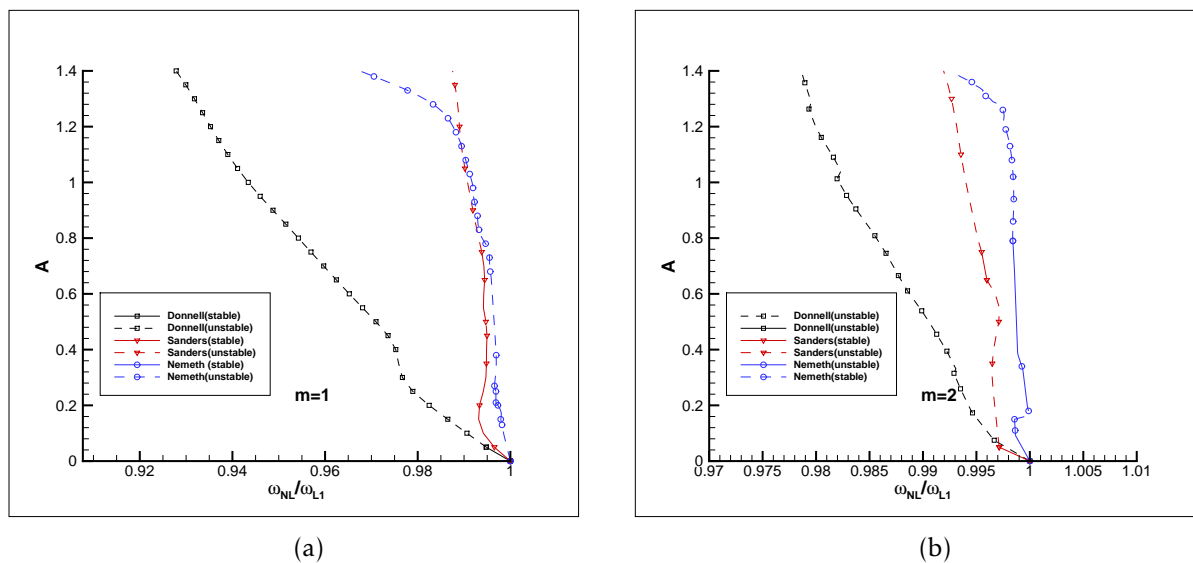 A
1.4
1.2
1
0.8
0.6
0.4
0.2
0
Donnell(stable)
Donnell(unstable)
Sanders(stable)
Sanders(unstable)
Nemeth (stable)
Nemeth(unstable)
m=1
0.92
0.94
0.96
0.98
1
ω_NL/ω_L1
(a)
A
1.4
1.2
1
0.8
0.6
0.4
0.2
0
Donnell(unstable)
Donnell(stable)
Sanders(stable)
Sanders(unstable)
Nemeth(unstable)
Nemeth(stable)
m=2
0.97
0.975
0.98
0.985
0.99
0.995
1
1.005
1.01
ω_NL/ω_L1
(b)